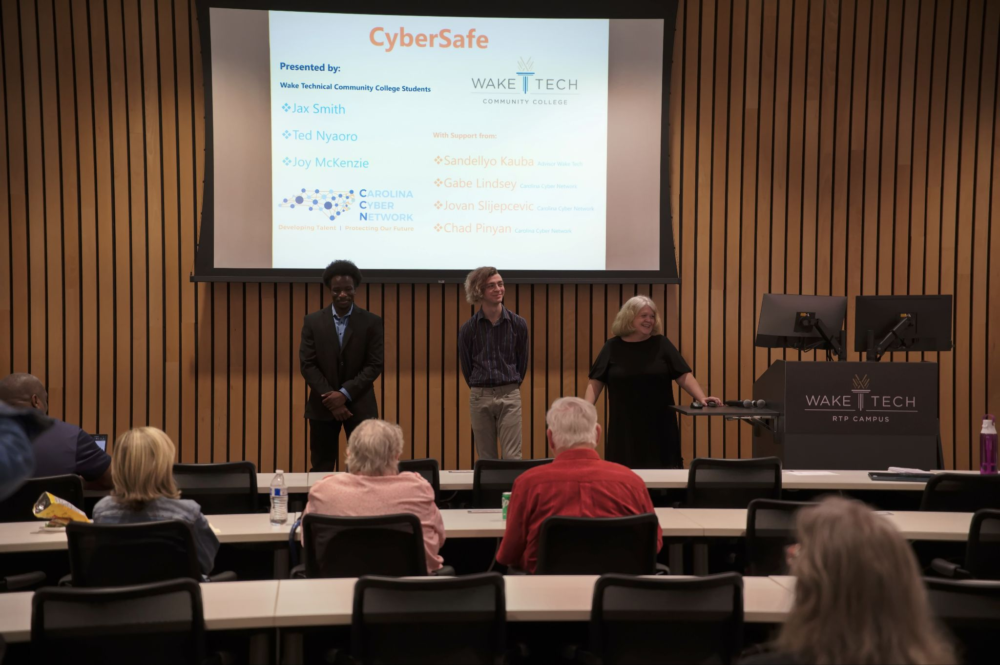 CyberSafe
Presented by:
Wake Technical Community College Students
❖Jax Smith
❖Ted Nyaoro
❖Joy McKenzie
CAROLINA
CYBER
NETWORK
Developing Talent | Protecting Our Future
WAKE TECH
COMMUNITY COLLEGE
With Support from:
❖Sandellyo Kauba Advisor Wake Tech
❖Gabe Lindsey Carolina Cyber Network
❖Jovan Slijepcevic Carolina Cyber Network
❖Chad Pinyan Carolina Cyber Network
WAKE TECH
RTP CAMPUS